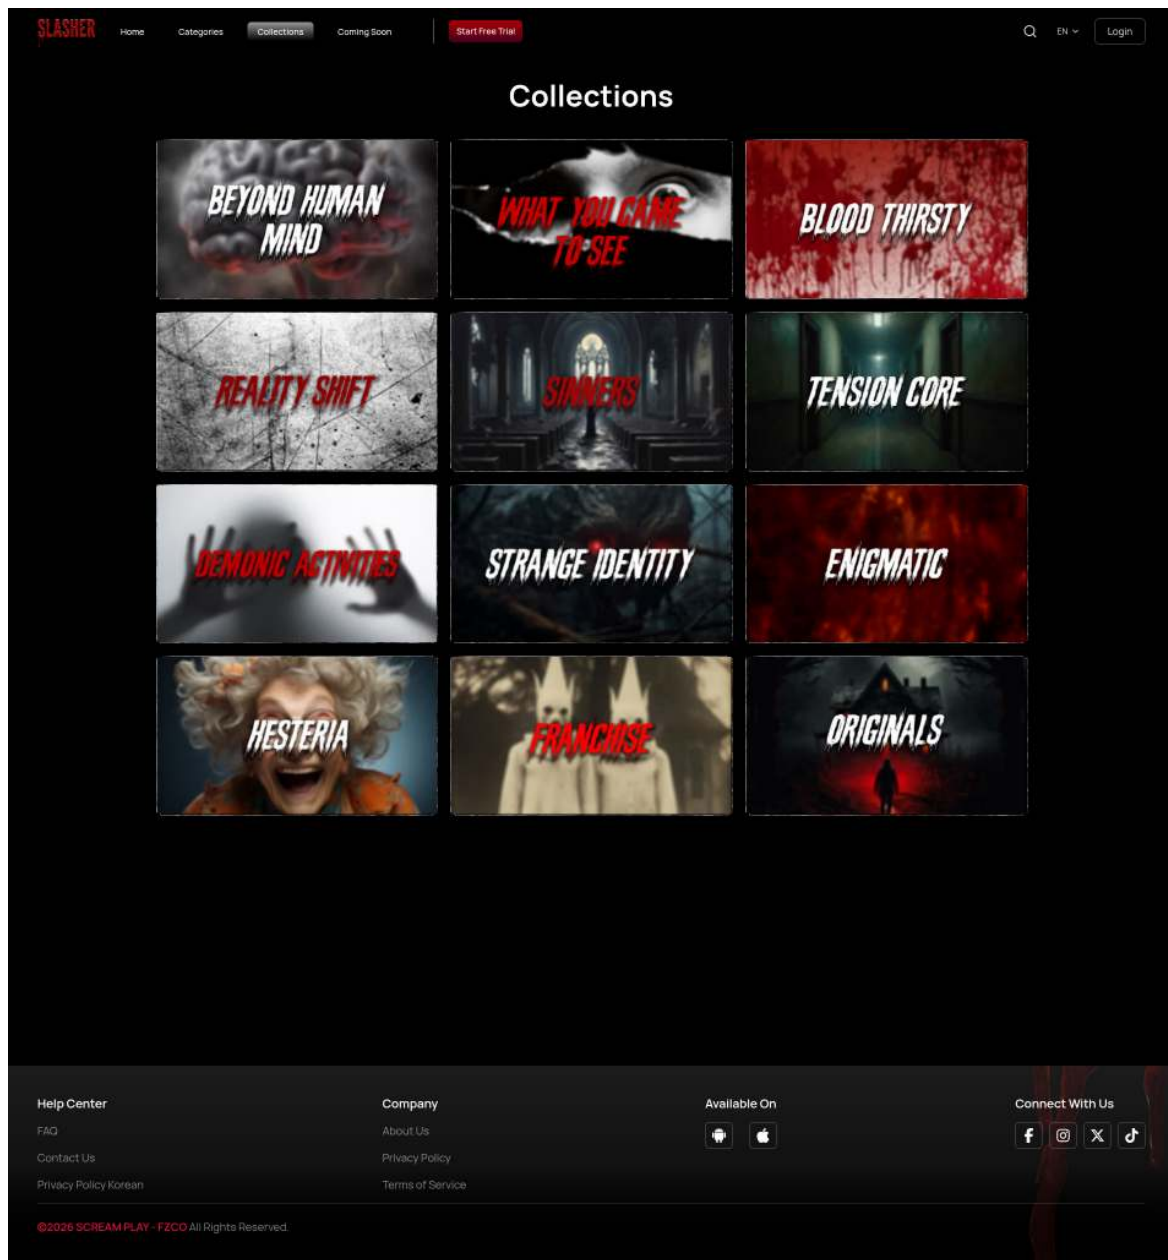 SLASHER
Home
Categories
Collections
Coming Soon
Start Free Trial
EN
Login
Collections
BEYOND HUMAN
MIND
WHAT YOU CAME
TO SEE
BLOOD THIRSTY
REALITY SHIFT
SINNERS
TENSION CORE
DEMONIC ACTIVITIES
STRANGE IDENTITY
ENIGMATIC
HESTERIA
FRANCHISE
ORIGINALS
Help Center
FAQ
Contact Us
Privacy Policy Korean
Company
About Us
Privacy Policy
Terms of Service
Available On
Connect With Us
©2026 SCREAM PLAY - FZCO All Rights Reserved.